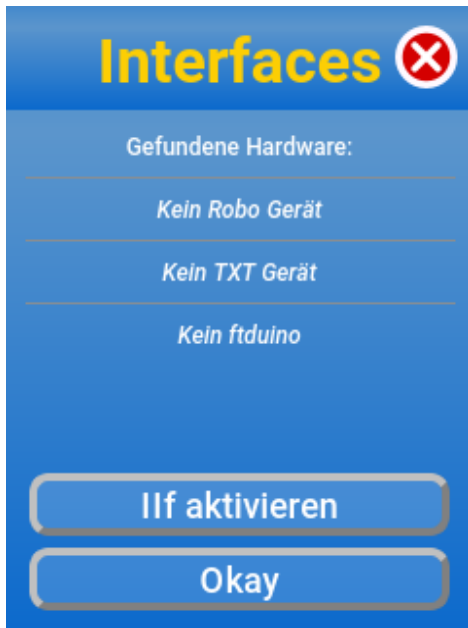 Interfaces
Gefundene Hardware:
Kein Robo Gerät
Kein TXT Gerät
Kein ftduino
IIf aktivieren
Okay